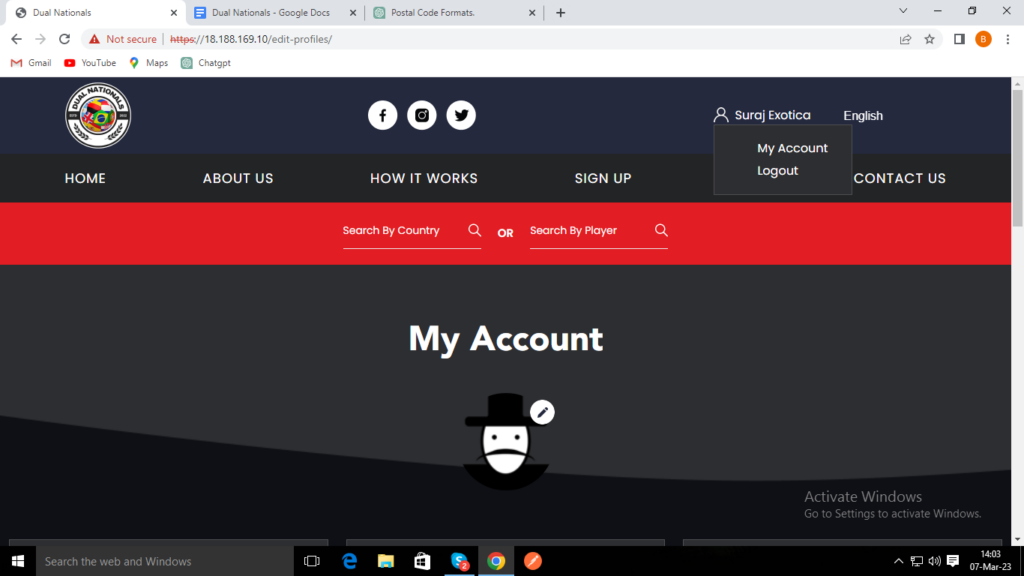 Dual Nationals
Dual Nationals - Google Docs
Postal Code Formats.
Not secure
https://18.188.169.10/edit-profiles/
B
Gmail
YouTube
Maps
Chatgpt
DUAL NATIONALS
Suraj Exotica
English
My Account
Logout
HOME
ABOUT US
HOW IT WORKS
SIGN UP
CONTACT US
Search By Country
OR
Search By Player
My Account
Activate Windows
Go to Settings to activate Windows.
Search the web and Windows
2
14:03
07-Mar-23